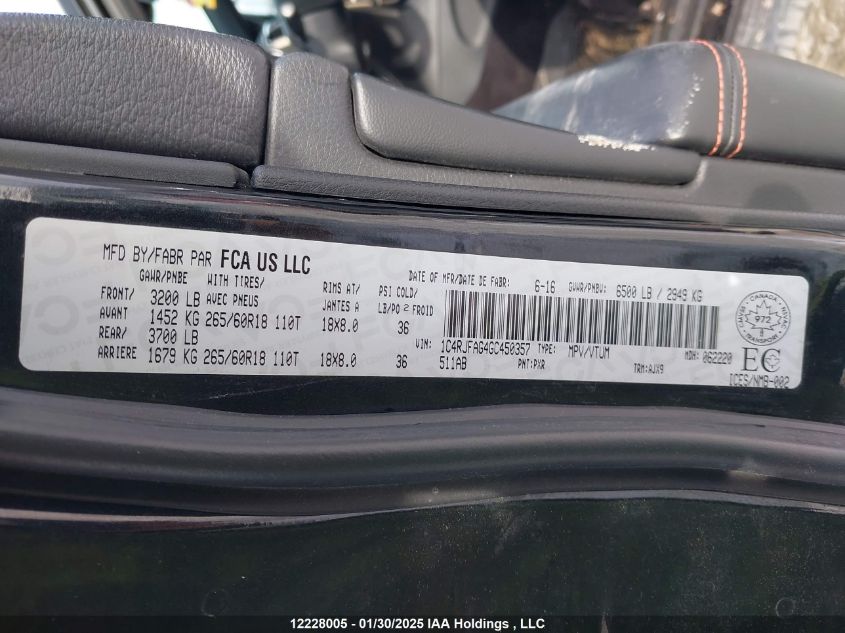 MFD BY/FABR PAR FCA US LLC
DATE OF MFR/DATE DE FABR: 6-16 GVWR/PNBV: 6500 LB / 2949 KG
GAWR/PNBE WITH TIRES/ RIMS AT/ PSI COLD/
FRONT/ 3200 LB AVEC PNEUS JANTES A LB/PO 2 FROID
AVANT 1452 KG 265/60R18 110T 18X8.0 36
REAR/ 3700 LB
ARRIERE 1679 KG 265/60R18 110T 18X8.0 36
VIN: 1C4RJFAG4GC450357 TYPE: MPV/VTUM MDH: 062220
511AB PNT:PXR TRM:AJX9
CANADA
972
TRANSPORT
EC
ICES/NMB-002
12228005 - 01/30/2025 IAA Holdings , LLC